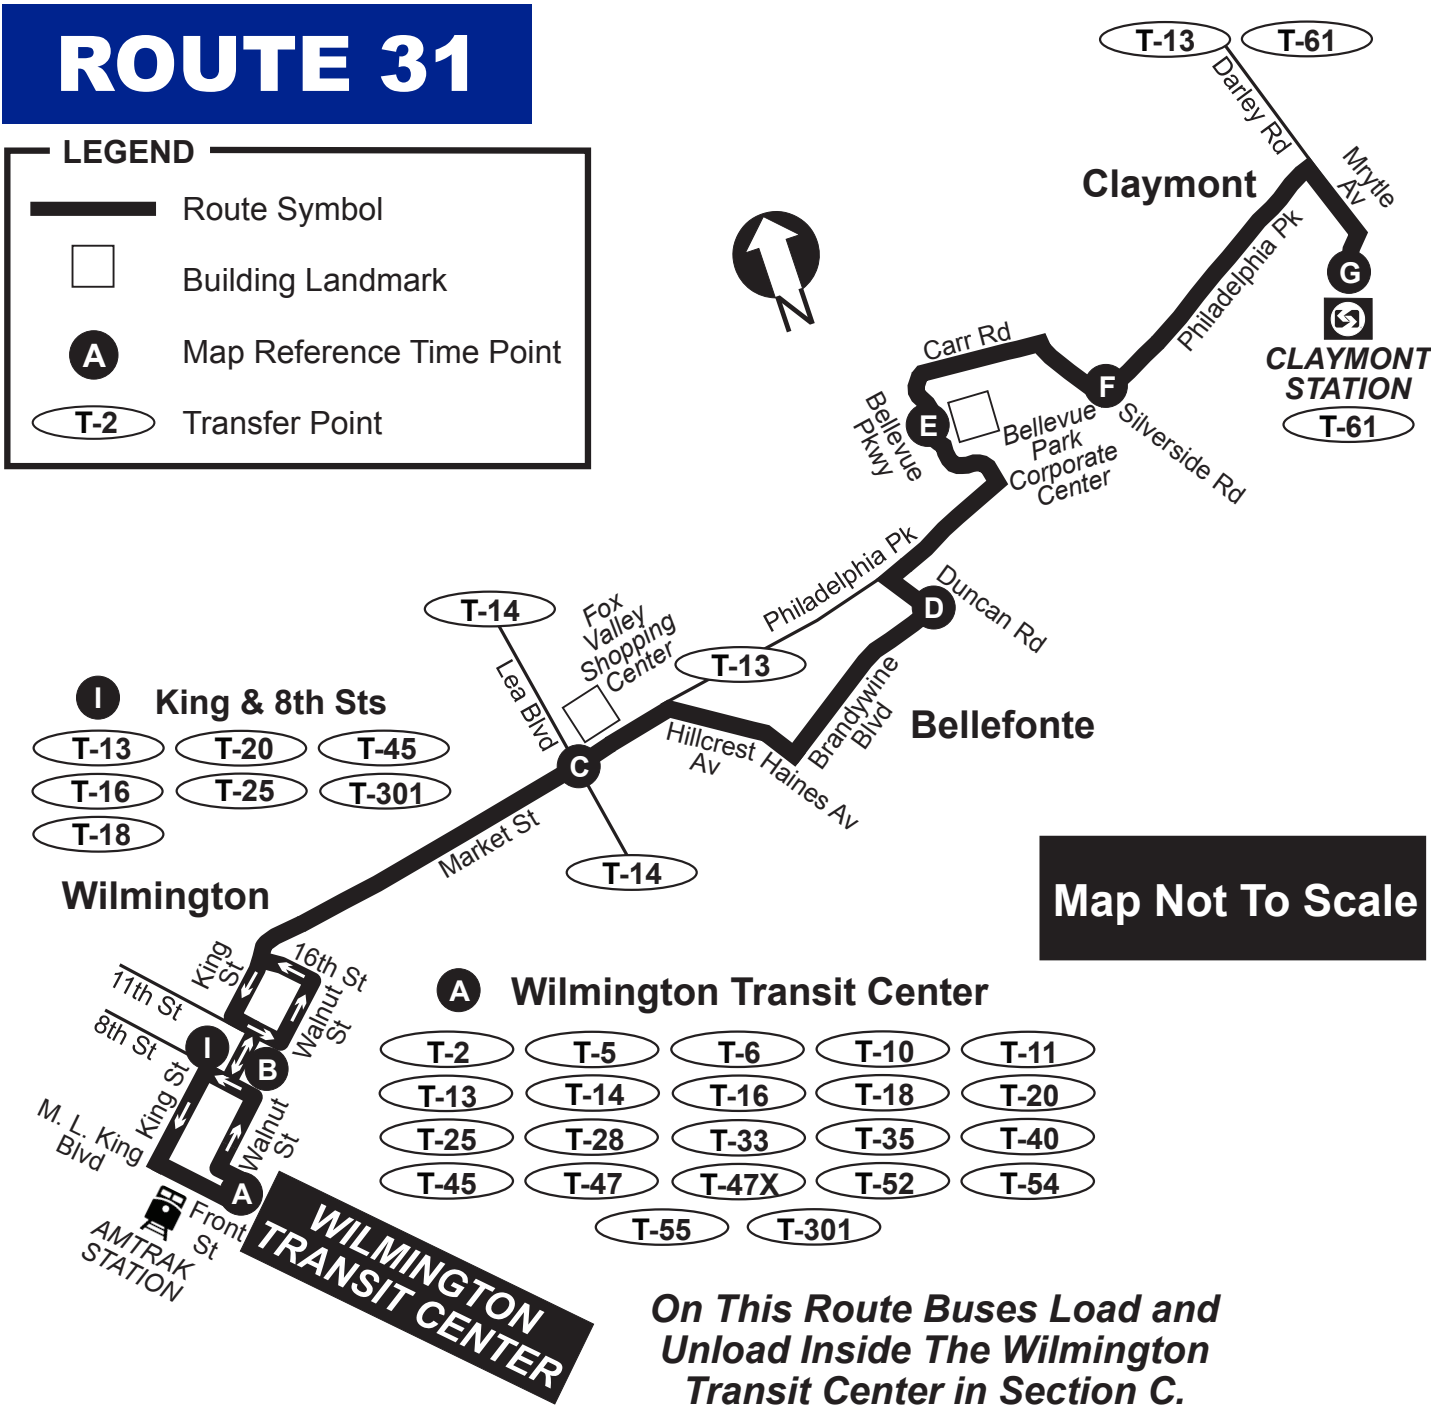 ROUTE 31
LEGEND
Route Symbol
Building Landmark
A
Map Reference Time Point
T-2
Transfer Point
T-13
T-61
Darley Rd
Mrytle
Av
Claymont
Philadelphia Pk
G
CLAYMONT
STATION
T-61
N
Carr Rd
F
E
Bellevue
Pkwy
Bellevue
Park
Corporate
Center
Silverside Rd
Philadelphia Pk
Duncan Rd
D
T-14
Fox
Valley
Shopping
Center
T-13
Lea Blvd
C
Hillcrest
Av
Haines Av
Brandywine
Blvd
Bellefonte
Market St
T-14
I
King & 8th Sts
T-13
T-20
T-45
T-16
T-25
T-301
T-18
Wilmington
Map Not To Scale
King
St
16th St
11th St
Walnut
St
8th St
I
B
King St
Walnut
St
M. L. King
Blvd
A
Front
St
AMTRAK
STATION
WILMINGTON
TRANSIT CENTER
A
Wilmington Transit Center
T-2
T-5
T-6
T-10
T-11
T-13
T-14
T-16
T-18
T-20
T-25
T-28
T-33
T-35
T-40
T-45
T-47
T-47X
T-52
T-54
T-55
T-301
On This Route Buses Load and
Unload Inside The Wilmington
Transit Center in Section C.